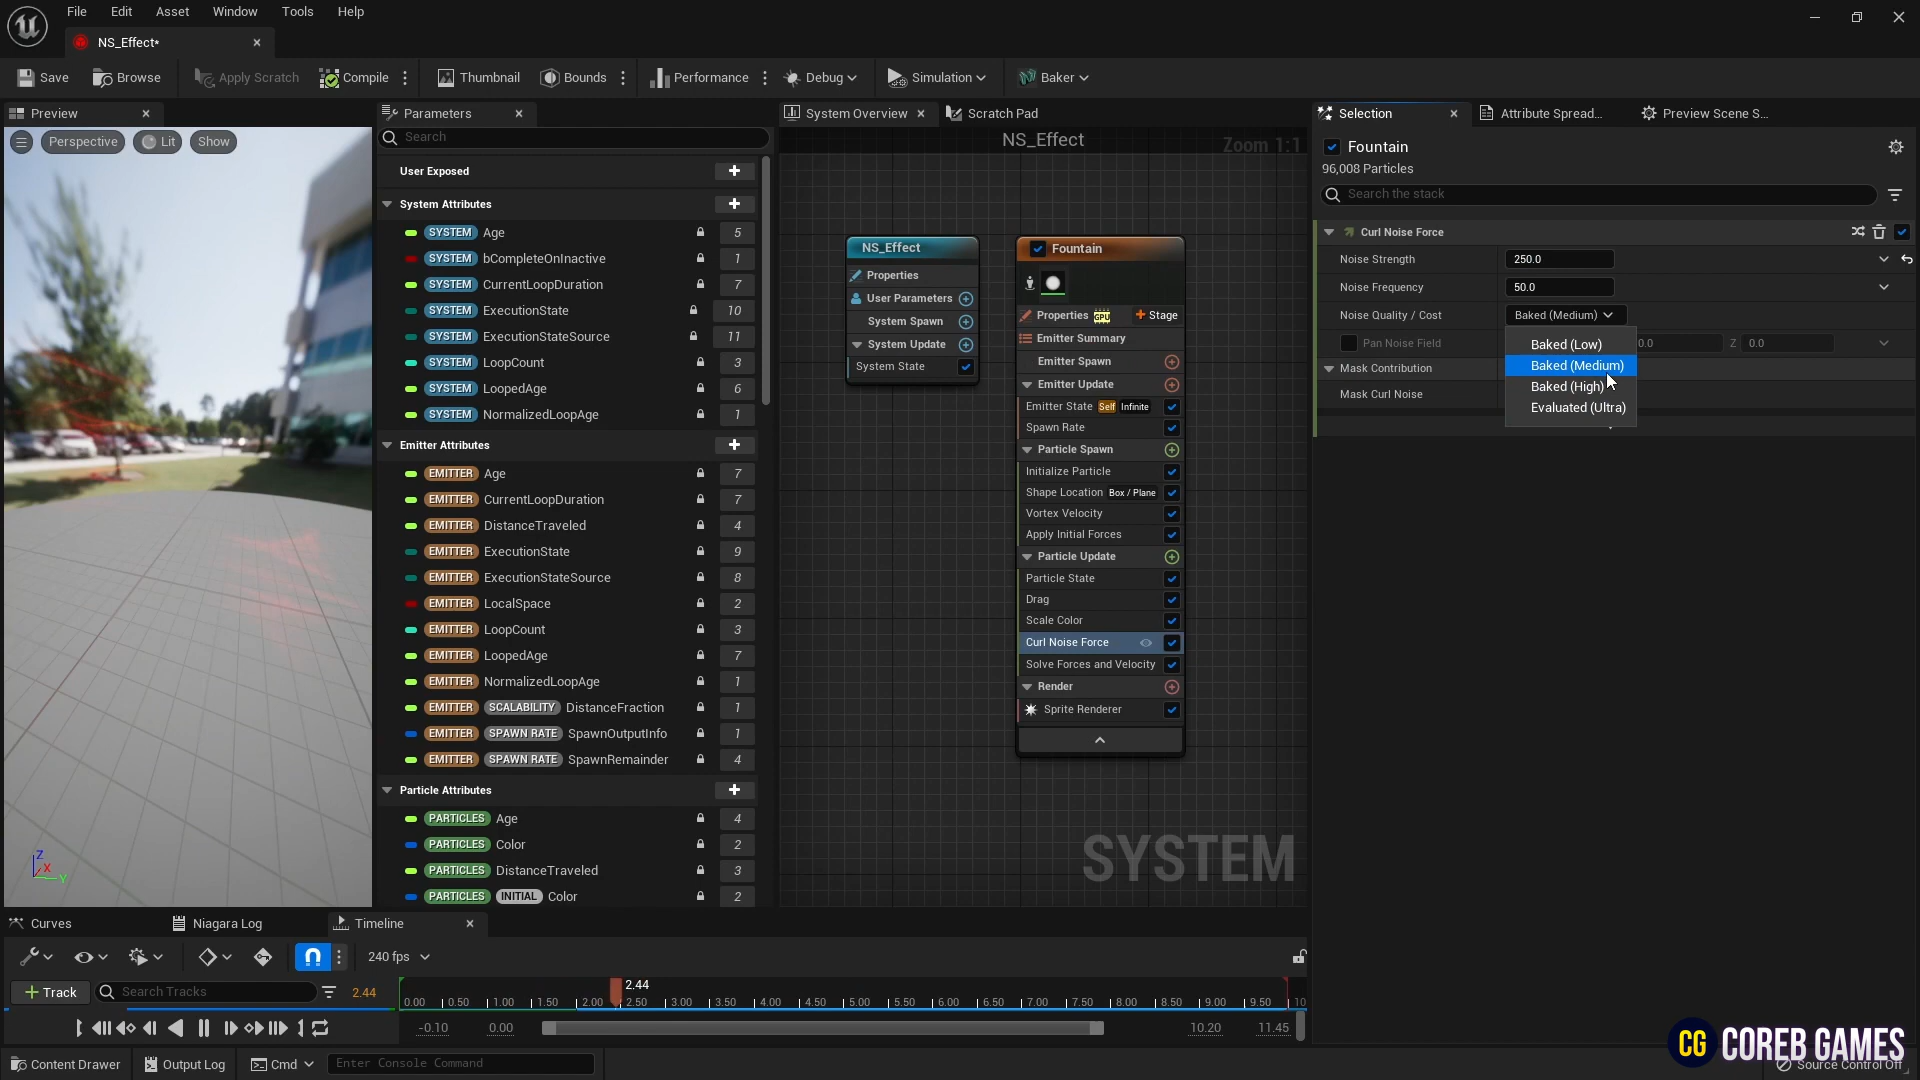 File Edit Asset Window Tools Help
NS_Effect*
Save Browse Apply Scratch Compile Thumbnail Bounds Performance Debug Simulation Baker
Preview
Perspective Lit Show
Z
X
Y
Parameters
Search
User Exposed
System Attributes
SYSTEM Age 5
SYSTEM bCompleteOnInactive 1
SYSTEM CurrentLoopDuration 7
SYSTEM ExecutionState 10
SYSTEM ExecutionStateSource 11
SYSTEM LoopCount 3
SYSTEM LoopedAge 6
SYSTEM NormalizedLoopAge 1
Emitter Attributes
EMITTER Age 7
EMITTER CurrentLoopDuration 7
EMITTER DistanceTraveled 4
EMITTER ExecutionState 9
EMITTER ExecutionStateSource 8
EMITTER LocalSpace 2
EMITTER LoopCount 3
EMITTER LoopedAge 7
EMITTER NormalizedLoopAge 1
EMITTER SCALABILITY DistanceFraction 1
EMITTER SPAWN RATE SpawnOutputInfo 1
EMITTER SPAWN RATE SpawnRemainder 4
Particle Attributes
PARTICLES Age 4
PARTICLES Color 2
PARTICLES DistanceTraveled 3
PARTICLES INITIAL Color 2
System Overview Scratch Pad
NS_Effect
Zoom 1:1
NS_Effect
Properties
User Parameters
System Spawn
System Update
System State
Fountain
Properties GPU Stage
Emitter Summary
Emitter Spawn
Emitter Update
Emitter State Self Infinite
Spawn Rate
Particle Spawn
Initialize Particle
Shape Location Box / Plane
Vortex Velocity
Apply Initial Forces
Particle Update
Particle State
Drag
Scale Color
Curl Noise Force
Solve Forces and Velocity
Render
Sprite Renderer
SYSTEM
Selection Attribute Spread... Preview Scene S...
Fountain
96,008 Particles
Search the stack
Curl Noise Force
Noise Strength 250.0
Noise Frequency 50.0
Noise Quality / Cost Baked (Medium)
Pan Noise Field 0.0 Z 0.0
Mask Contribution
Mask Curl Noise
Baked (Low)
Baked (Medium)
Baked (High)
Evaluated (Ultra)
Curves Niagara Log Timeline
240 fps
Track Search Tracks 2.44
2.44
0.00 0.50 1.00 1.50 2.00 2.50 3.00 3.50 4.00 4.50 5.00 5.50 6.00 6.50 7.00 7.50 8.00 8.50 9.00 9.50 10
-0.10 0.00 10.20 11.45
Content Drawer Output Log Cmd Enter Console Command
CG COREB GAMES
Source Control Off